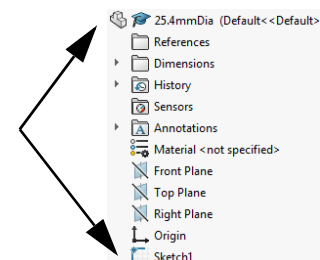 25.4mmDia (Default<<Default>
References
Dimensions
History
Sensors
Annotations
Material <not specified>
Front Plane
Top Plane
Right Plane
Origin
Sketch1